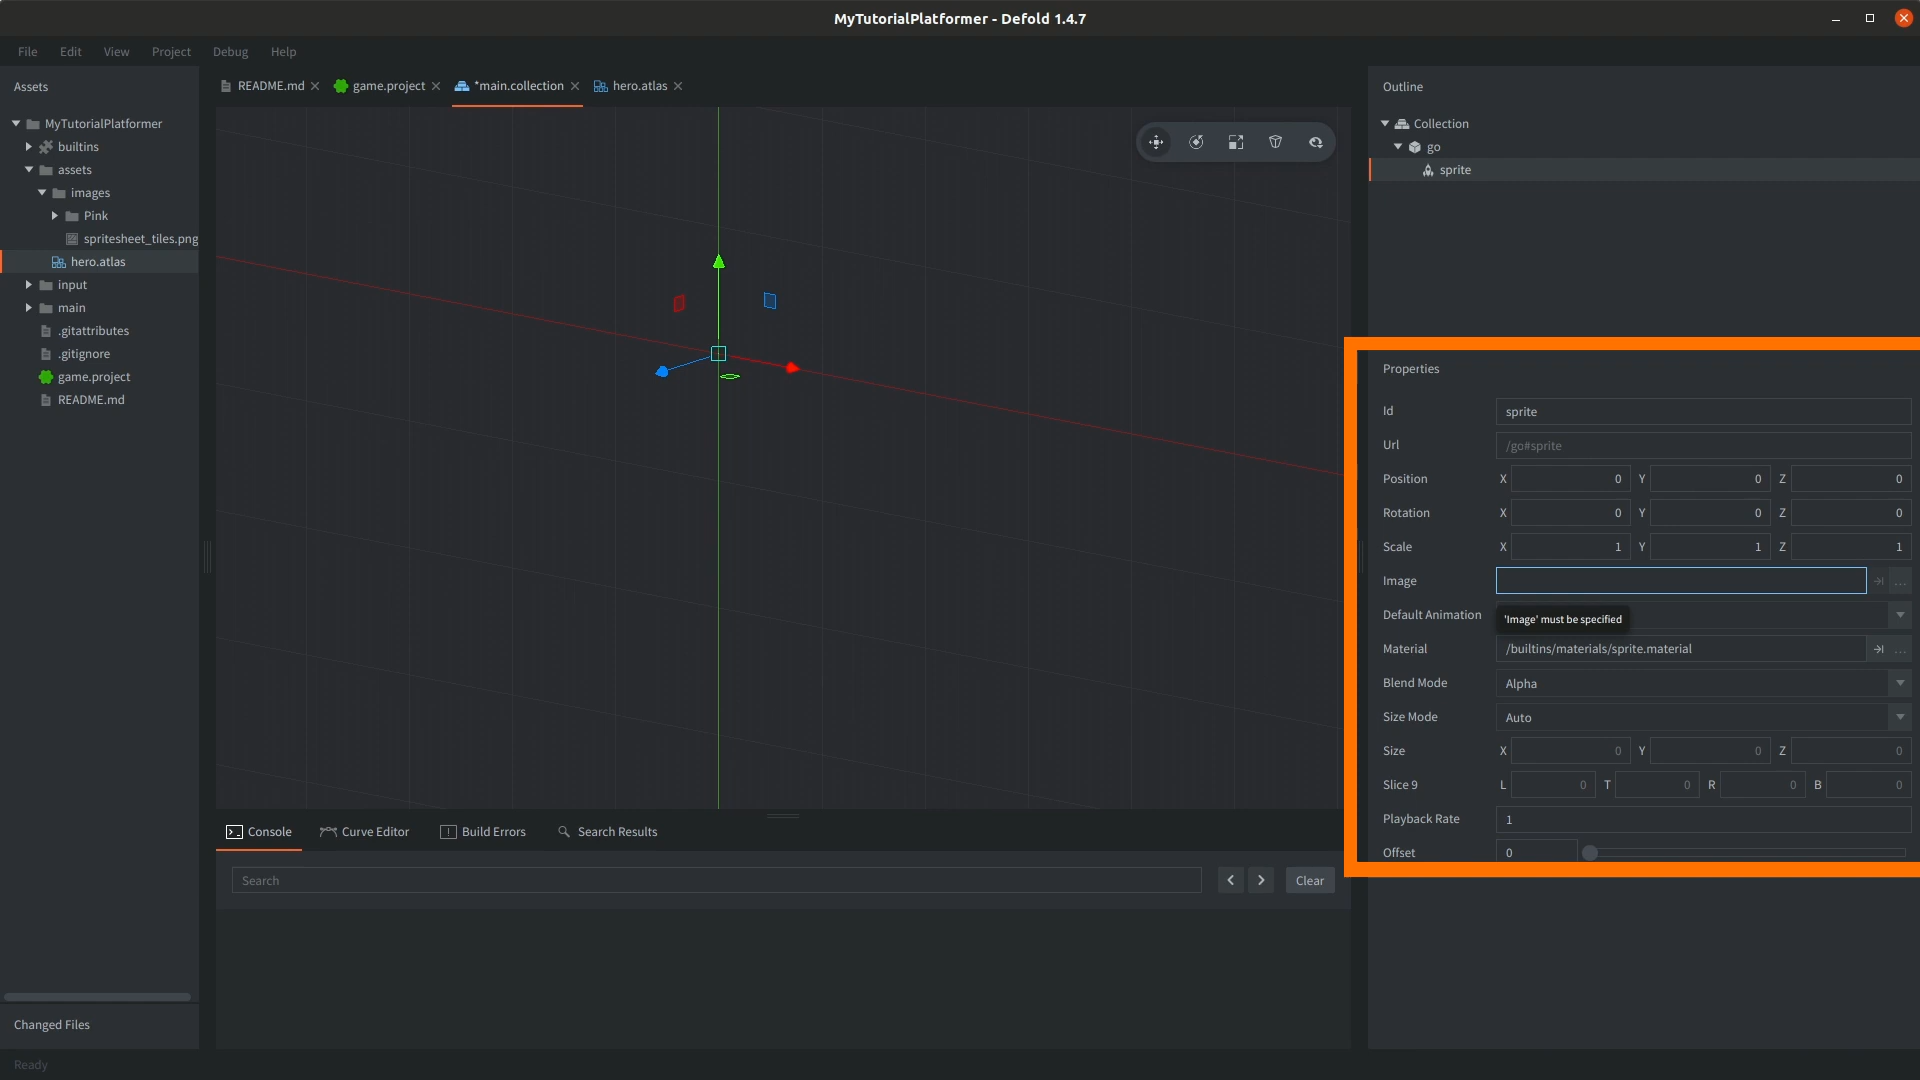 MyTutorialPlatformer - Defold 1.4.7
File Edit View Project Debug Help
Assets
MyTutorialPlatformer
builtins
assets
images
Pink
spritesheet_tiles.png
hero.atlas
input
main
.gitattributes
.gitignore
game.project
README.md
Changed Files
Ready
README.md game.project *main.collection hero.atlas
Console Curve Editor Build Errors Search Results
Search
Clear
Outline
Collection
go
sprite
Properties
Id sprite
Url /go#sprite
Position X 0 Y 0 Z 0
Rotation X 0 Y 0 Z 0
Scale X 1 Y 1 Z 1
Image ...
Default Animation 'Image' must be specified
Material /builtins/materials/sprite.material ...
Blend Mode Alpha
Size Mode Auto
Size X 0 Y 0 Z 0
Slice 9 L 0 T 0 R 0 B 0
Playback Rate 1
Offset 0